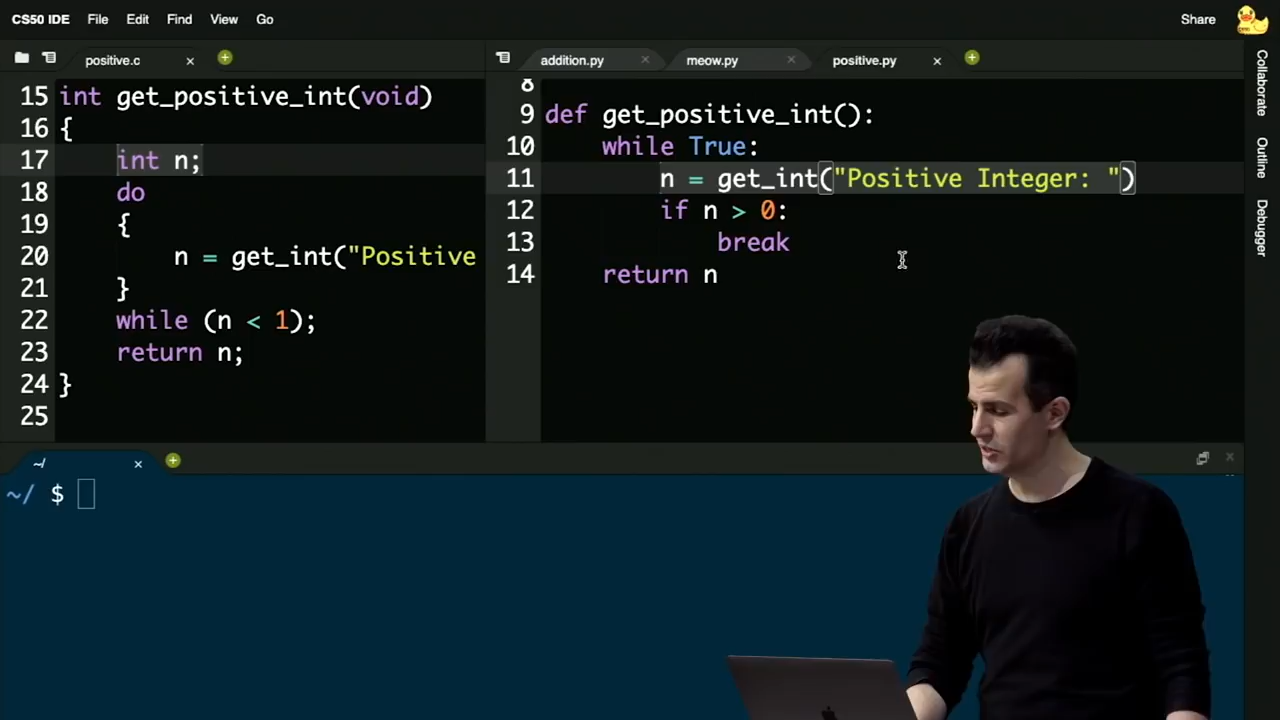 CS50 IDE File Edit Find View Go Share
positive.c
15 int get_positive_int(void)
16 {
17 int n;
18 do
19 {
20 n = get_int("Positive
21 }
22 while (n < 1);
23 return n;
24 }
25
addition.py meow.py positive.py
8
9 def get_positive_int():
10 while True:
11 n = get_int("Positive Integer: ")
12 if n > 0:
13 break
14 return n
Collaborate
Outline
Debugger
~/
~/ $